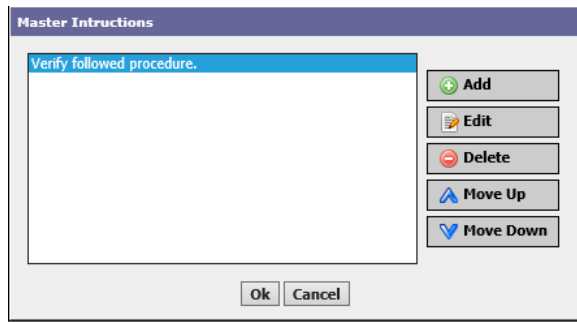 Master Intructions
Verify followed procedure.
Add
Edit
Delete
Move Up
Move Down
Ok Cancel